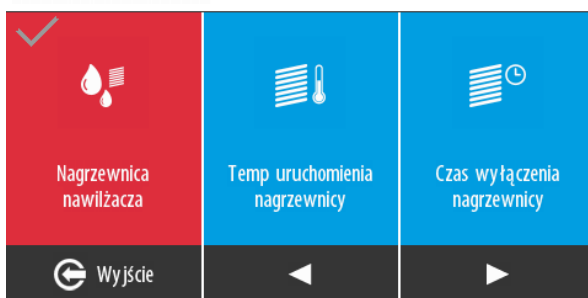 Nagrzewnica
nawilżacza
Temp uruchomienia
nagrzewnicy
Czas wyłączenia
nagrzewnicy
Wyjście